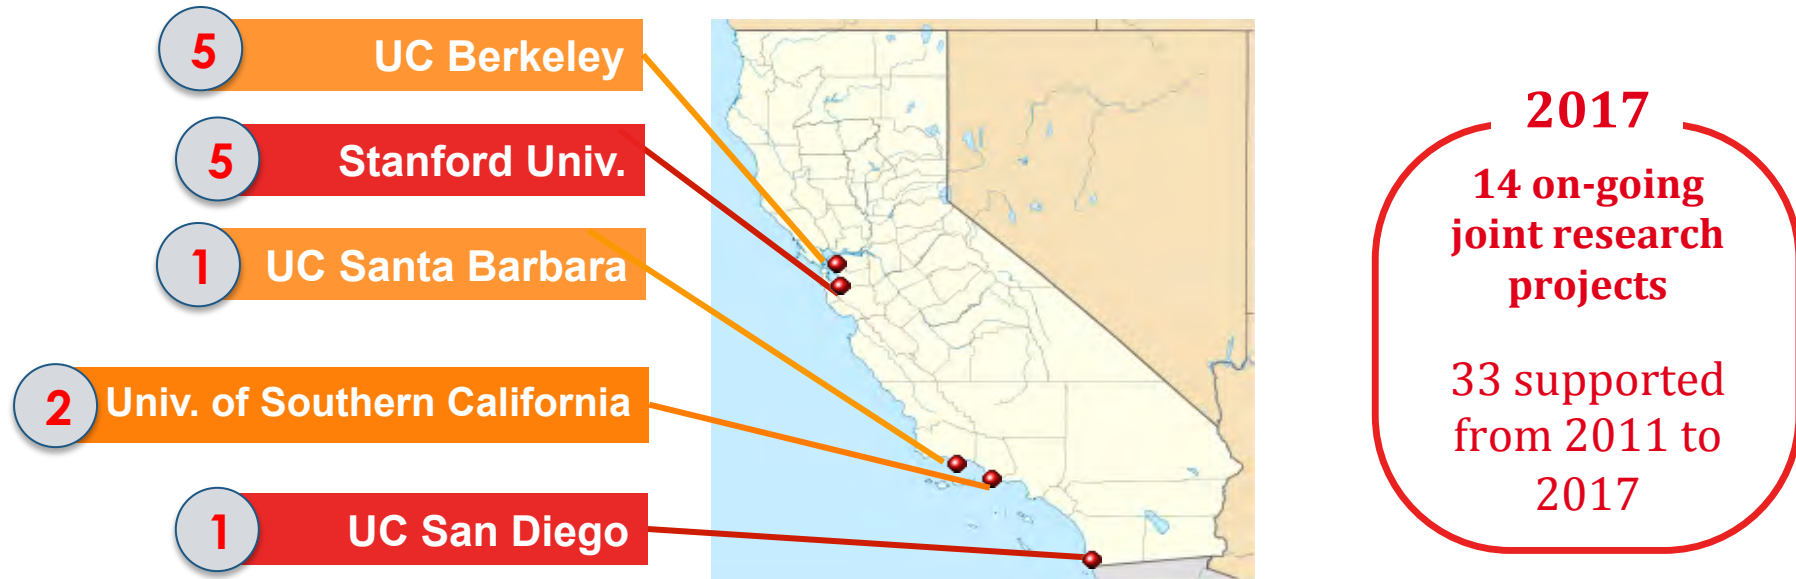 5
UC Berkeley
5
Stanford Univ.
1
UC Santa Barbara
2
Univ. of Southern California
1
UC San Diego
2017
14 on-going
joint research
projects
33 supported
from 2011 to
2017